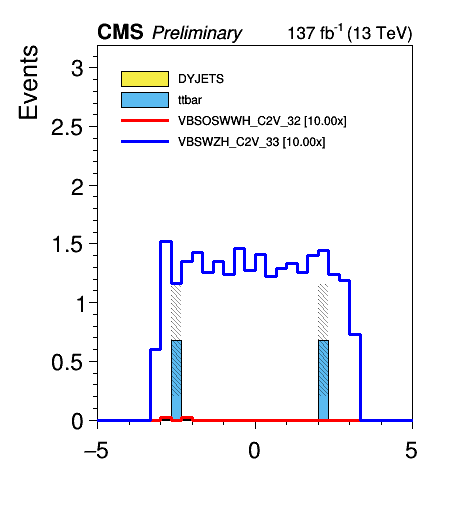 CMS Preliminary 137 fb-1 (13 TeV)
Events
3
2.5
2
1.5
1
0.5
0
−5 0 5
DYJETS
ttbar
VBSOSWWH_C2V_32 [10.00x]
VBSWZH_C2V_33 [10.00x]